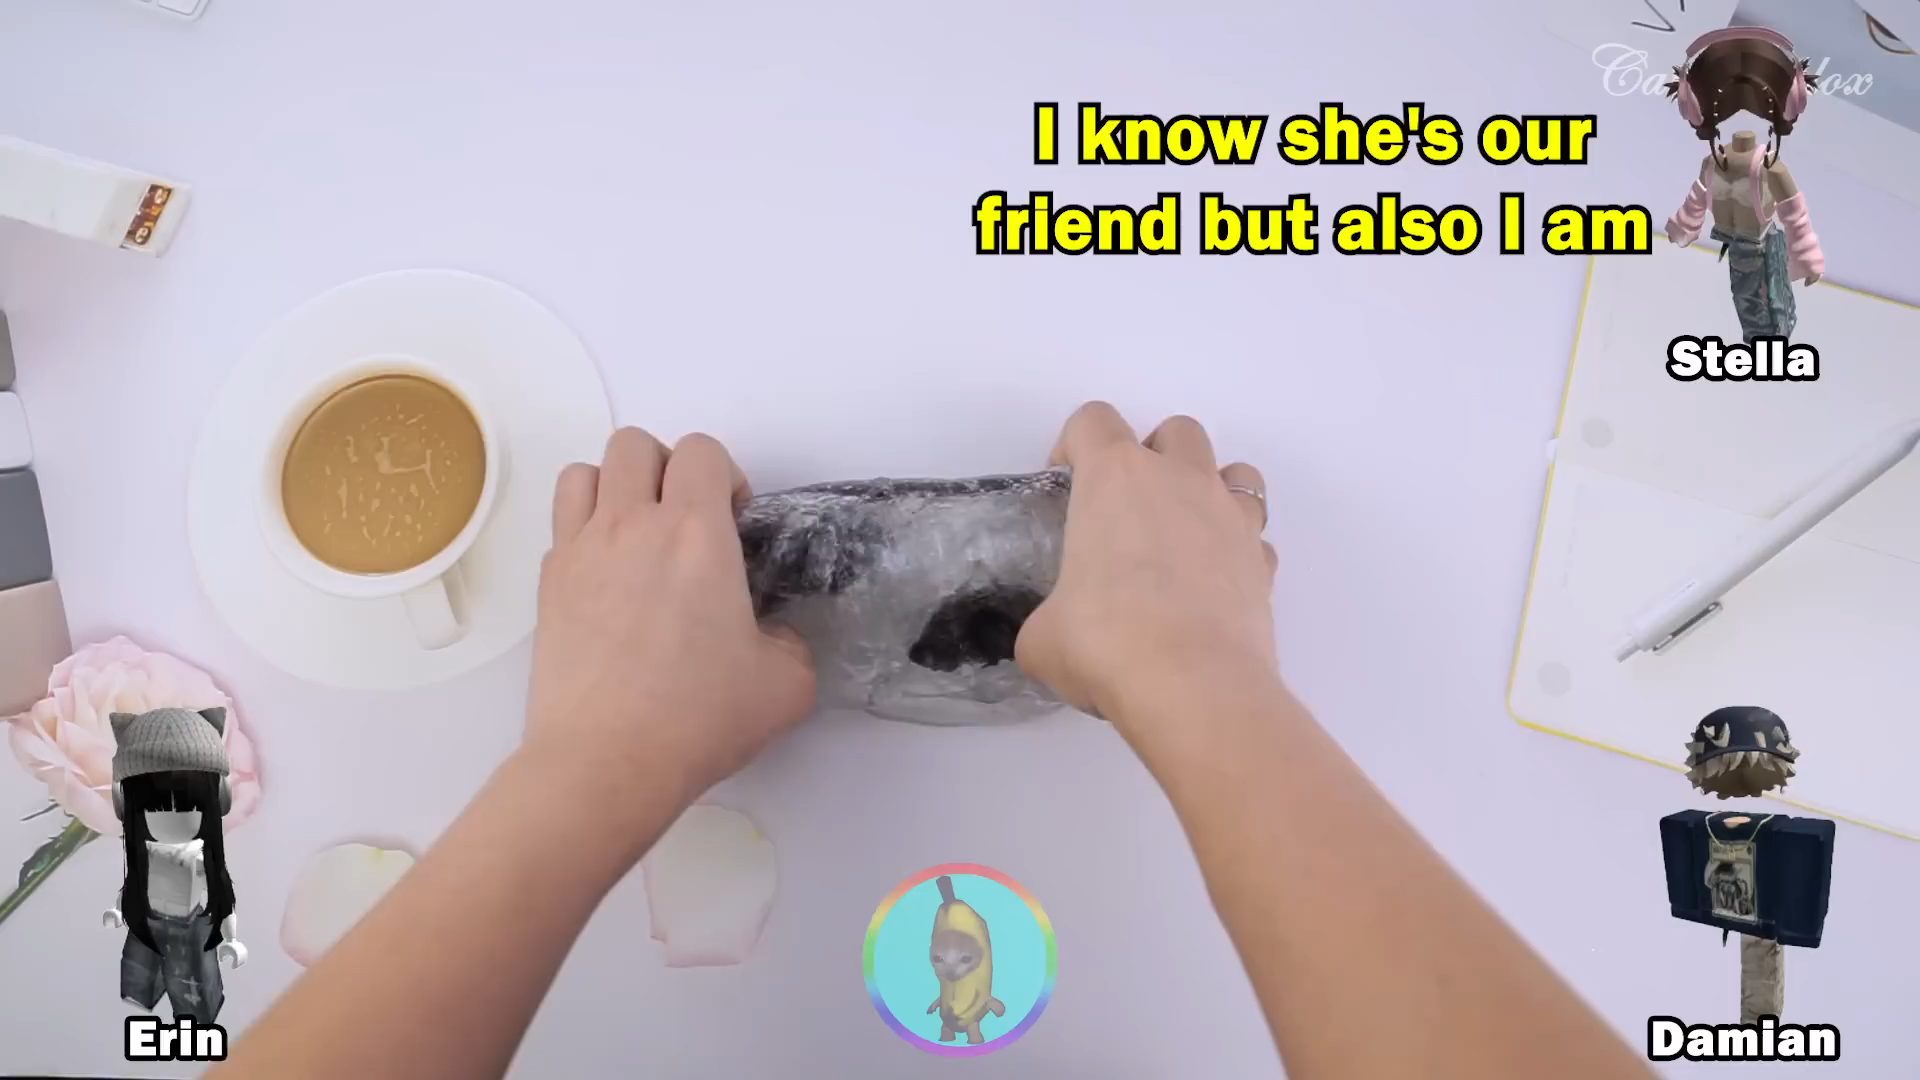 I know she's our
friend but also I am
Stella
Erin
Damian